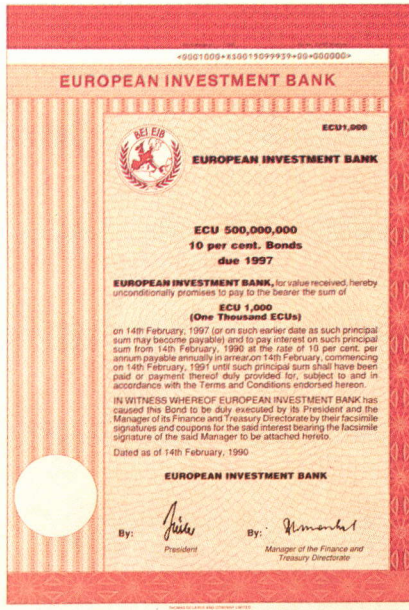 +0001000+XS0015099939+00+000000>
EUROPEAN INVESTMENT BANK
ECU1,000
BEI EIB
EUROPEAN INVESTMENT BANK
ECU 500,000,000
10 per cent. Bonds
due 1997
EUROPEAN INVESTMENT BANK, for value received, hereby
unconditionally promises to pay to the bearer the sum of
ECU 1,000
(One Thousand ECUs)
on 14th February, 1997 (or on such earlier date as such principal
sum may become payable) and to pay interest on such principal
sum from 14th February, 1990 at the rate of 10 per cent. per
annum payable annually in arrear on 14th February, commencing
on 14th February, 1991 until such principal sum shall have been
paid or payment thereof duly provided for, subject to and in
accordance with the Terms and Conditions endorsed hereon.
IN WITNESS WHEREOF EUROPEAN INVESTMENT BANK has
caused this Bond to be duly executed by its President and the
Manager of its Finance and Treasury Directorate by their facsimile
signatures and coupons for the said interest bearing the facsimile
signature of the said Manager to be attached hereto.
Dated as of 14th February, 1990
EUROPEAN INVESTMENT BANK
By: By:
President Manager of the Finance and
Treasury Directorate